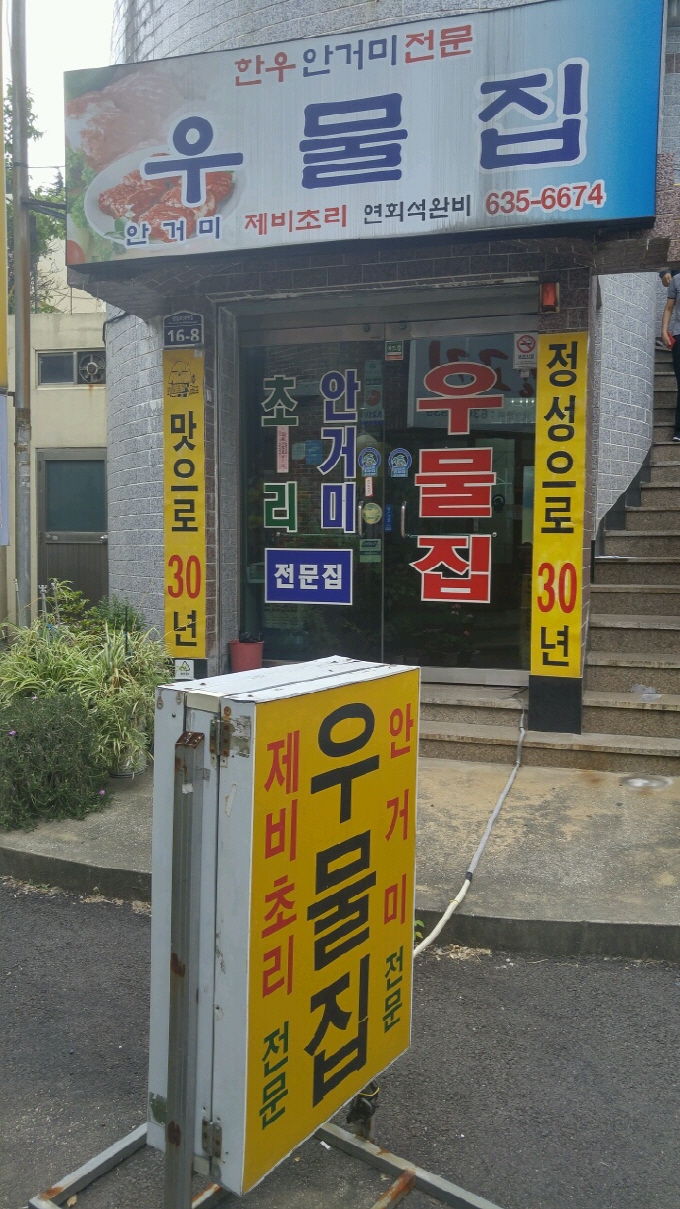 한우안거미전문
우물집
안거미 제비초리 연회석완비 635-6674
16-8
맛으로 30년
초리
안거미
전문집
우물집
정성으로 30년
제비초리 전문
우물집
안거미 전문